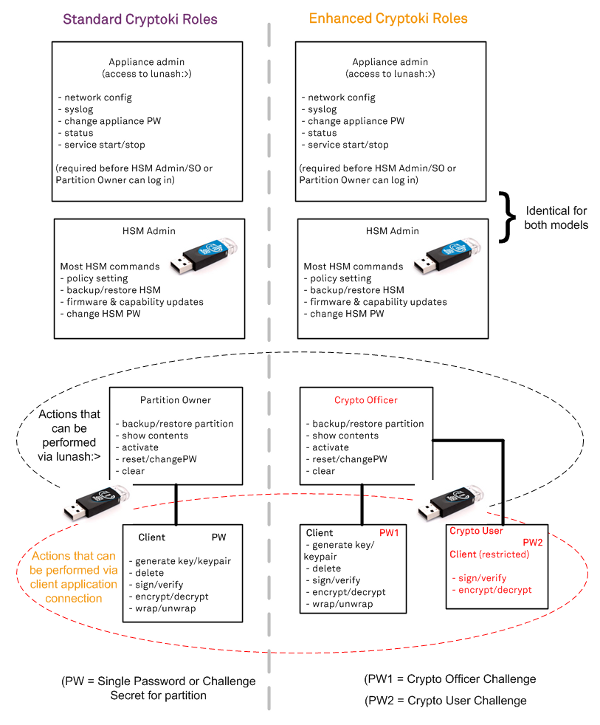 Standard Cryptoki Roles
Appliance admin
(access to lunash:>)
- network config
- syslog
- change appliance PW
- status
- service start/stop
(required before HSM Admin/SO or
Partition Owner can log in)
HSM Admin
Most HSM commands
- policy setting
- backup/restore HSM
- firmware & capability updates
- change HSM PW
Enhanced Cryptoki Roles
Appliance admin
(access to lunash:>)
- network config
- syslog
- change appliance PW
- status
- service start/stop
(required before HSM Admin/SO or
Partition Owner can log in)
HSM Admin
Most HSM commands
- policy setting
- backup/restore HSM
- firmware & capability updates
- change HSM PW
Identical for
both models
Actions that
can be
performed
via lunash:>
Partition Owner
- backup/restore partition
- show contents
- activate
- reset/changePW
- clear
Crypto Officer
- backup/restore partition
- show contents
- activate
- reset/changePW
- clear
Actions that can
be performed via
client application
connection
Client PW
- generate key/keypair
- delete
- sign/verify
- encrypt/decrypt
- wrap/unwrap
Client PW1
- generate key/
keypair
- delete
- sign/verify
- encrypt/decrypt
- wrap/unwrap
Crypto User
PW2
Client (restricted)
- sign/verify
- encrypt/decrypt
(PW = Single Password or Challenge
Secret for partition
(PW1 = Crypto Officer Challenge
(PW2 = Crypto User Challenge